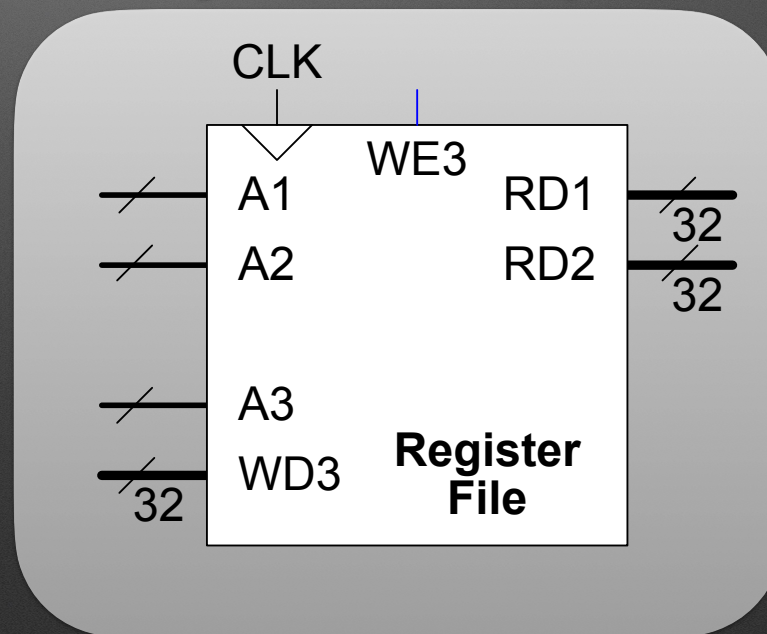 CLK
WE3
A1
RD1
32
A2
RD2
32
A3
WD3
32
Register
File